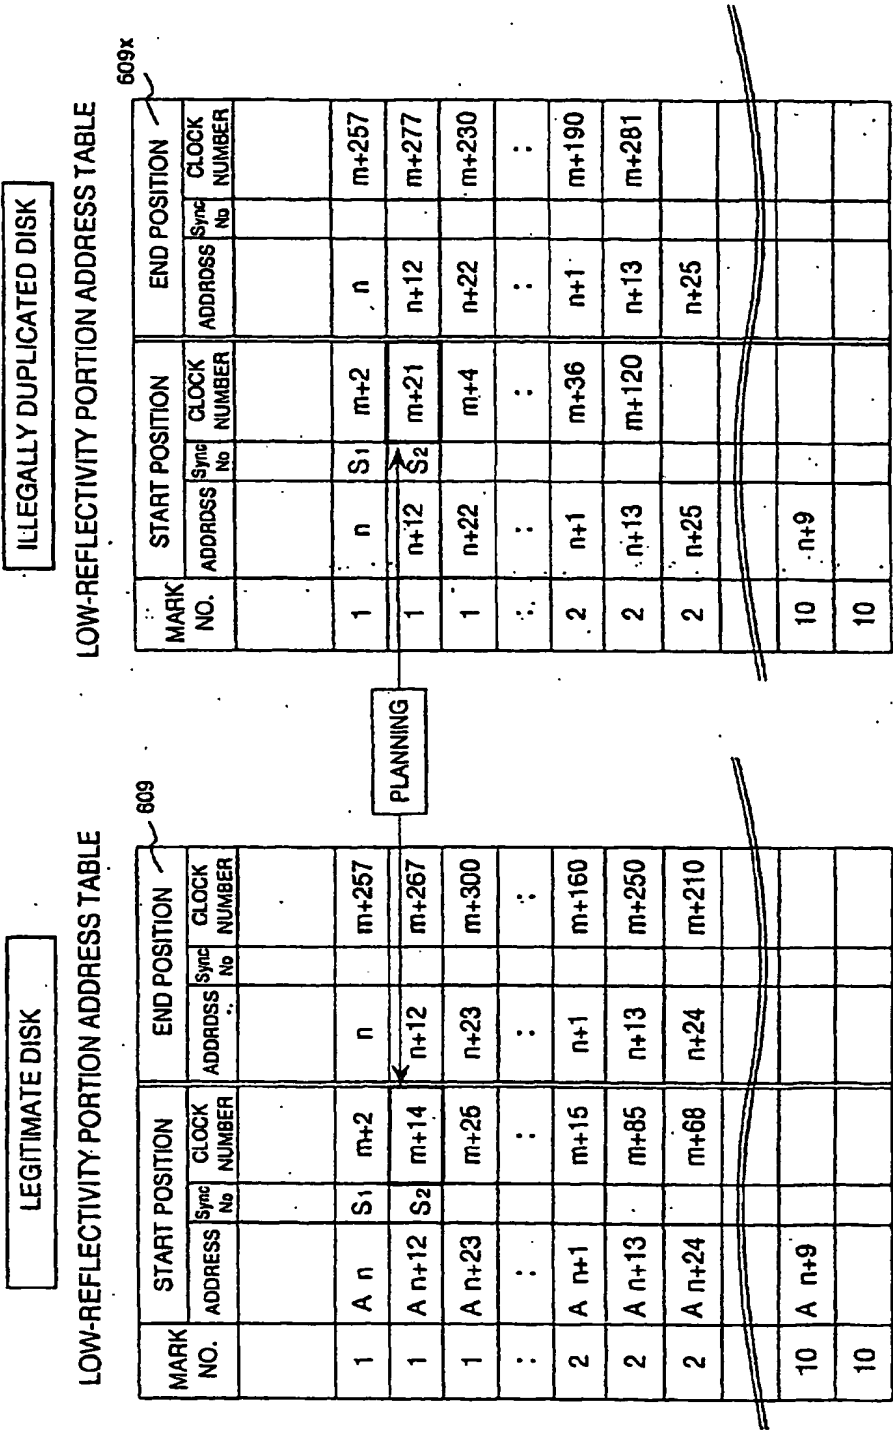 LEGITIMATE DISK
LOW-REFLECTIVITY PORTION ADDRESS TABLE
609
MARK NO. START POSITION END POSITION
ADDRESS Sync No CLOCK NUMBER ADDRDSS Sync No CLOCK NUMBER
1 A n S1 m+2 n m+257
1 A n+12 S2 m+14 n+12 m+267
1 A n+23 m+25 n+23 m+300
: : : : :
2 A n+1 m+15 n+1 m+160
2 A n+13 m+85 n+13 m+250
2 A n+24 m+68 n+24 m+210
10 A n+9
10
PLANNING
ILLEGALLY DUPLICATED DISK
LOW-REFLECTIVITY PORTION ADDRESS TABLE
609x
MARK NO. START POSITION END POSITION
ADDRDSS Sync No CLOCK NUMBER ADDRDSS Sync No CLOCK NUMBER
1 n S1 m+2 n m+257
1 n+12 S2 m+21 n+12 m+277
1 n+22 m+4 n+22 m+230
: : : : :
2 n+1 m+36 n+1 m+190
2 n+13 m+120 n+13 m+281
2 n+25 n+25
10 n+9
10